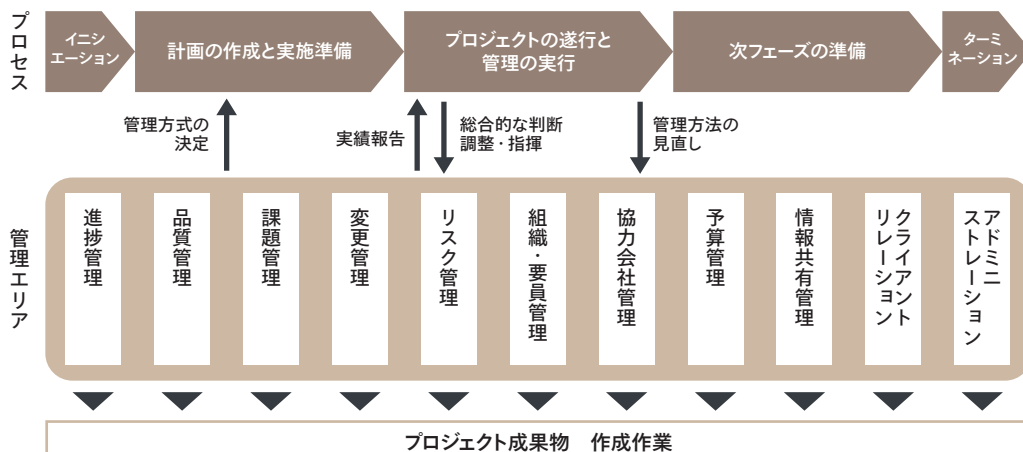 プロセス
イニシ
エーション
計画の作成と実施準備
プロジェクトの遂行と
管理の実行
次フェーズの準備
ターミ
ネーション
管理方式の
決定
実績報告
総合的な判断
調整・指揮
管理方法の
見直し
管理エリア
進捗管理
品質管理
課題管理
変更管理
リスク管理
組織・要員管理
協力会社管理
予算管理
情報共有管理
クライアント
リレーション
アドミニ
ストレーション
プロジェクト成果物　作成作業